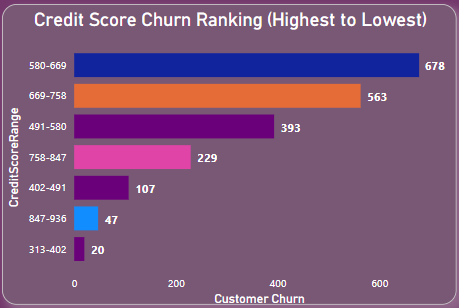 Credit Score Churn Ranking (Highest to Lowest)
CreditScoreRange
580-669 678
669-758 563
491-580 393
758-847 229
402-491 107
847-936 47
313-402 20
0 200 400 600
Customer Churn